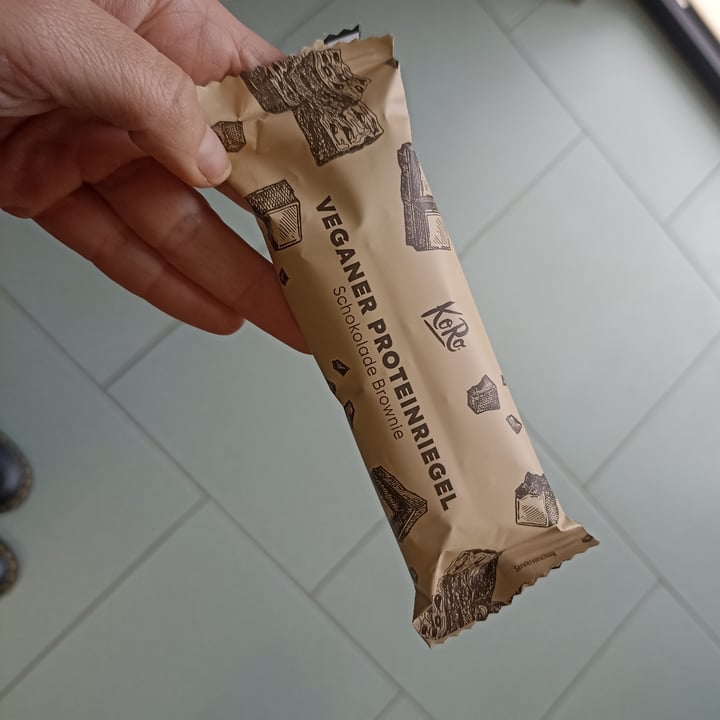 VEGANER PROTEINRIEGEL
Schokolade Brownie
KoRo